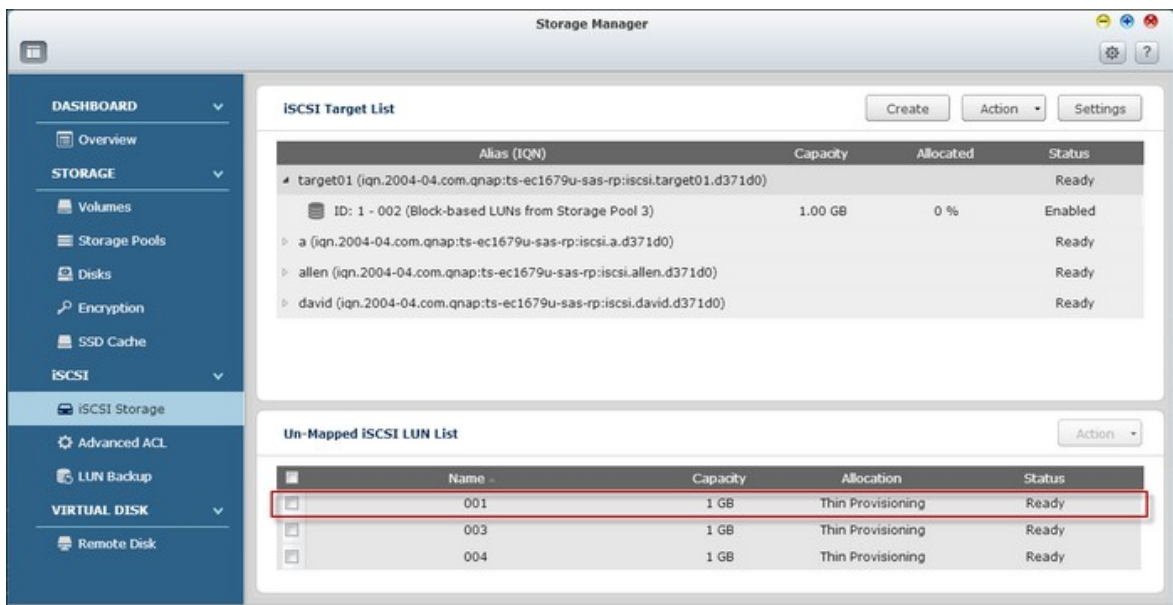 Storage Manager
?
DASHBOARD
Overview
STORAGE
Volumes
Storage Pools
Disks
Encryption
SSD Cache
iSCSI
iSCSI Storage
Advanced ACL
LUN Backup
VIRTUAL DISK
Remote Disk
iSCSI Target List Create Action Settings
Alias (IQN) Capacity Allocated Status
target01 (iqn.2004-04.com.qnap:ts-ec1679u-sas-rp:iscsi.target01.d371d0) Ready
ID: 1 - 002 (Block-based LUNs from Storage Pool 3) 1.00 GB 0 % Enabled
a (iqn.2004-04.com.qnap:ts-ec1679u-sas-rp:iscsi.a.d371d0) Ready
allen (iqn.2004-04.com.qnap:ts-ec1679u-sas-rp:iscsi.allen.d371d0) Ready
david (iqn.2004-04.com.qnap:ts-ec1679u-sas-rp:iscsi.david.d371d0) Ready
Un-Mapped iSCSI LUN List Action
Name Capacity Allocation Status
001 1 GB Thin Provisioning Ready
003 1 GB Thin Provisioning Ready
004 1 GB Thin Provisioning Ready